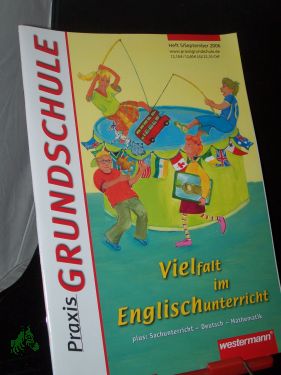 Praxis GRUNDSCHULE
Heft 5/September 2006
www.praxisgrundschule.de
Vielfalt
im
Englischunterricht
plus: Sachunterricht – Deutsch – Mathematik
westermann